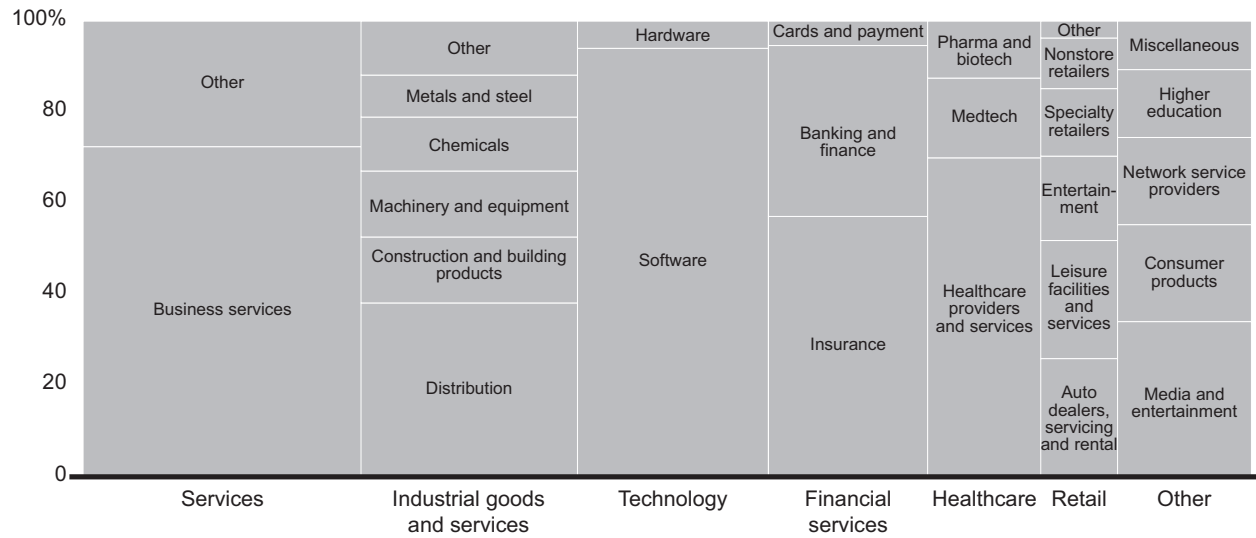 100%
80
60
40
20
0
Other
Business services
Other
Metals and steel
Chemicals
Machinery and equipment
Construction and building
products
Distribution
Hardware
Software
Cards and payment
Banking and
finance
Insurance
Pharma and
biotech
Medtech
Healthcare
providers
and services
Other
Nonstore
retailers
Specialty
retailers
Entertain-
ment
Leisure
facilities
and
services
Auto
dealers,
servicing
and rental
Miscellaneous
Higher
education
Network service
providers
Consumer
products
Media and
entertainment
Services
Industrial goods
and services
Technology
Financial
services
Healthcare
Retail
Other